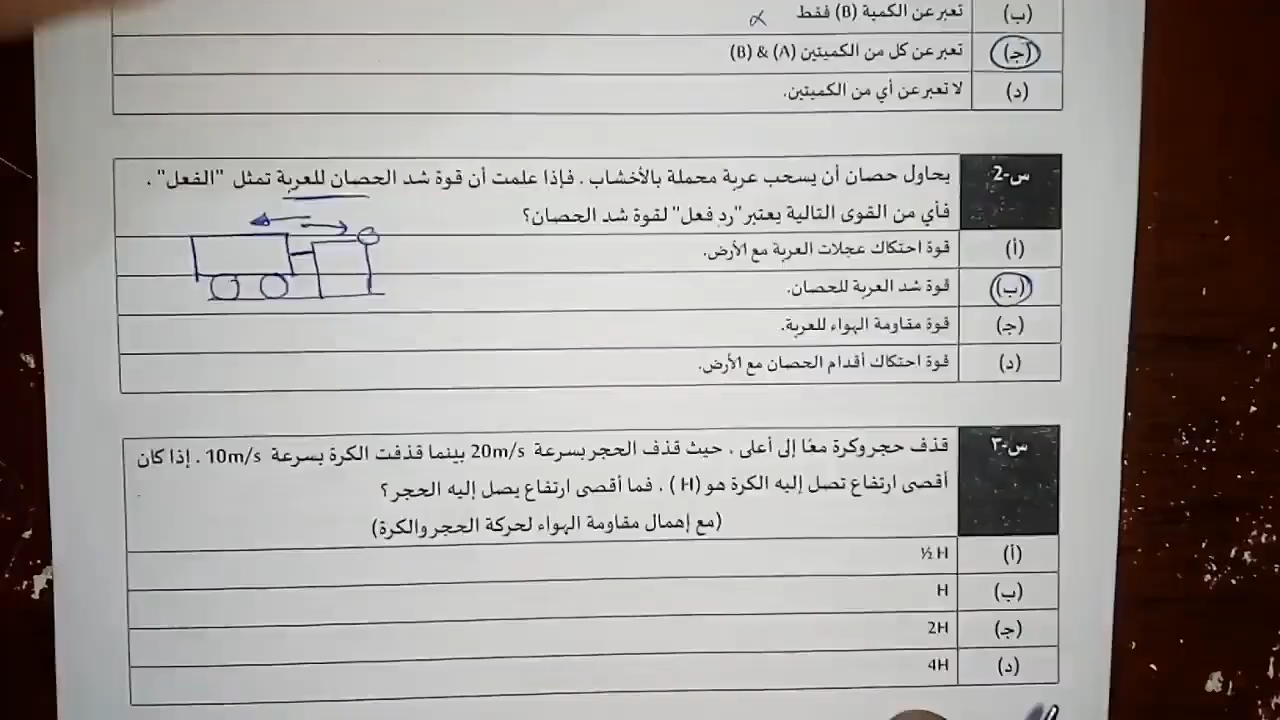 (ب) تعبر عن الكمية (B) فقط
(ج) تعبر عن كل من الكميتين (A) & (B)
(د) لا تعبر عن أي من الكميتين.
س-2 يحاول حصان أن يسحب عربة محملة بالأخشاب . فإذا علمت أن قوة شد الحصان للعربة تمثل "الفعل" ،
فأي من القوى التالية يعتبر "رد فعل" لقوة شد الحصان؟
(أ) قوة احتكاك عجلات العربة مع الأرض.
(ب) قوة شد العربة للحصان.
(ج) قوة مقاومة الهواء للعربة.
(د) قوة احتكاك أقدام الحصان مع الأرض.
س-٣ قذف حجر وكرة معًا إلى أعلى ، حيث قذف الحجر بسرعة 20m/s بينما قذفت الكرة بسرعة 10m/s . إذا كان
أقصى ارتفاع تصل إليه الكرة هو (H) ، فما أقصى ارتفاع يصل إليه الحجر؟
(مع إهمال مقاومة الهواء لحركة الحجر والكرة)
(أ) ½ H
(ب) H
(ج) 2H
(د) 4H